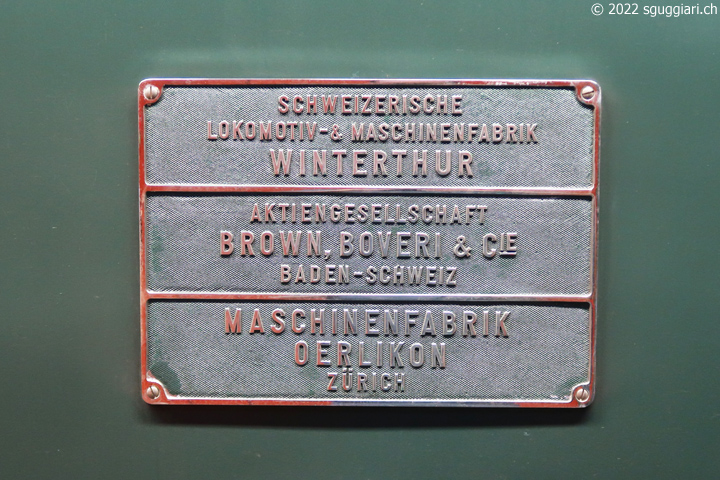 © 2022 sguggiari.ch
SCHWEIZERISCHE
LOKOMOTIV-& MASCHINENFABRIK
WINTERTHUR
AKTIENGESELLSCHAFT
BROWN, BOVERI & CIE
BADEN-SCHWEIZ
MASCHINENFABRIK
OERLIKON
ZÜRICH